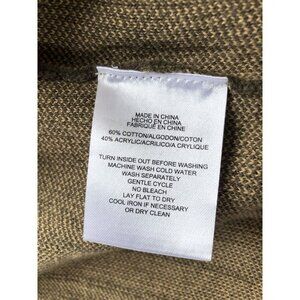 MADE IN CHINA
HECHO EN CHINA
FABRIQUE EN CHINE
60% COTTON/ALGODON/COTON
40% ACRYLIC/ACRILICO/A CRYLIQUE
TURN INSIDE OUT BEFORE WASHING
MACHINE WASH COLD WATER
WASH SEPARATELY
GENTLE CYCLE
NO BLEACH
LAY FLAT TO DRY
COOL IRON IF NECESSARY
OR DRY CLEAN